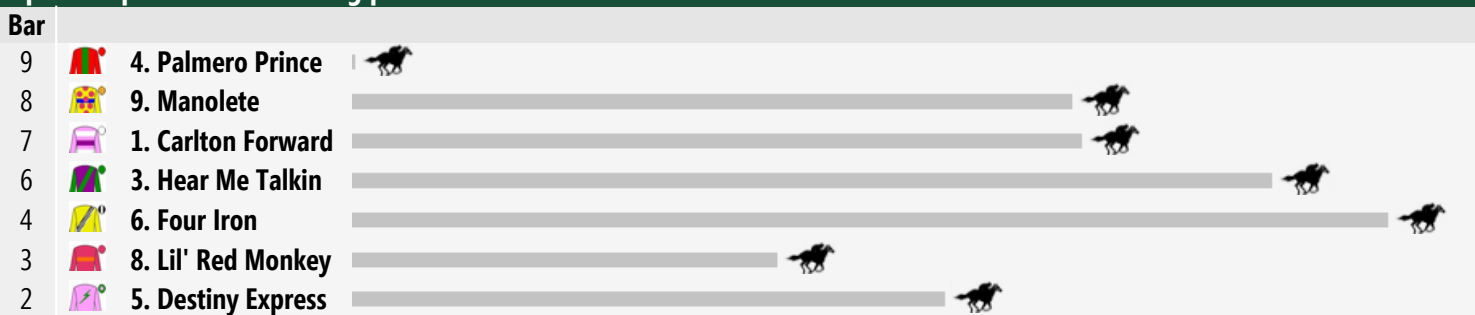 Bar
9 4. Palmero Prince
8 9. Manolete
7 1. Carlton Forward
6 3. Hear Me Talkin
4 6. Four Iron
3 8. Lil' Red Monkey
2 5. Destiny Express